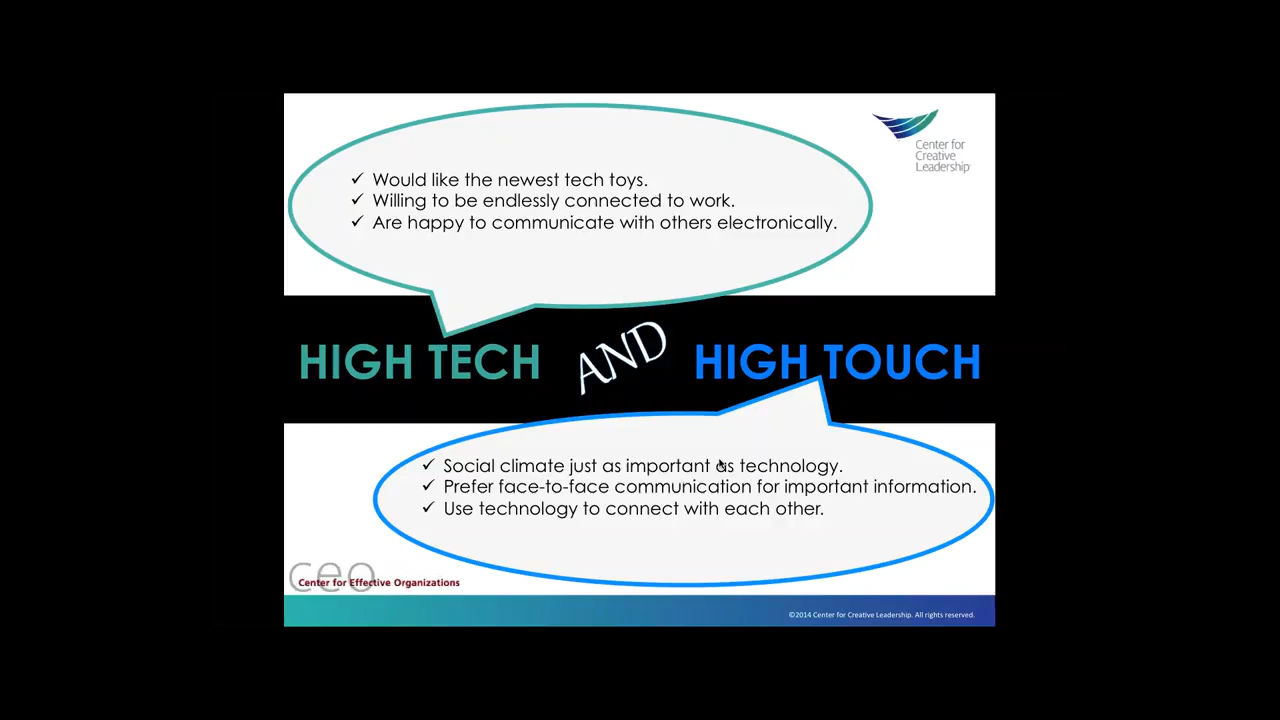 Center for
Creative
Leadership
✓ Would like the newest tech toys.
✓ Willing to be endlessly connected to work.
✓ Are happy to communicate with others electronically.
HIGH TECH AND HIGH TOUCH
✓ Social climate just as important as technology.
✓ Prefer face-to-face communication for important information.
✓ Use technology to connect with each other.
ceo
Center for Effective Organizations
©2014 Center for Creative Leadership. All rights reserved.